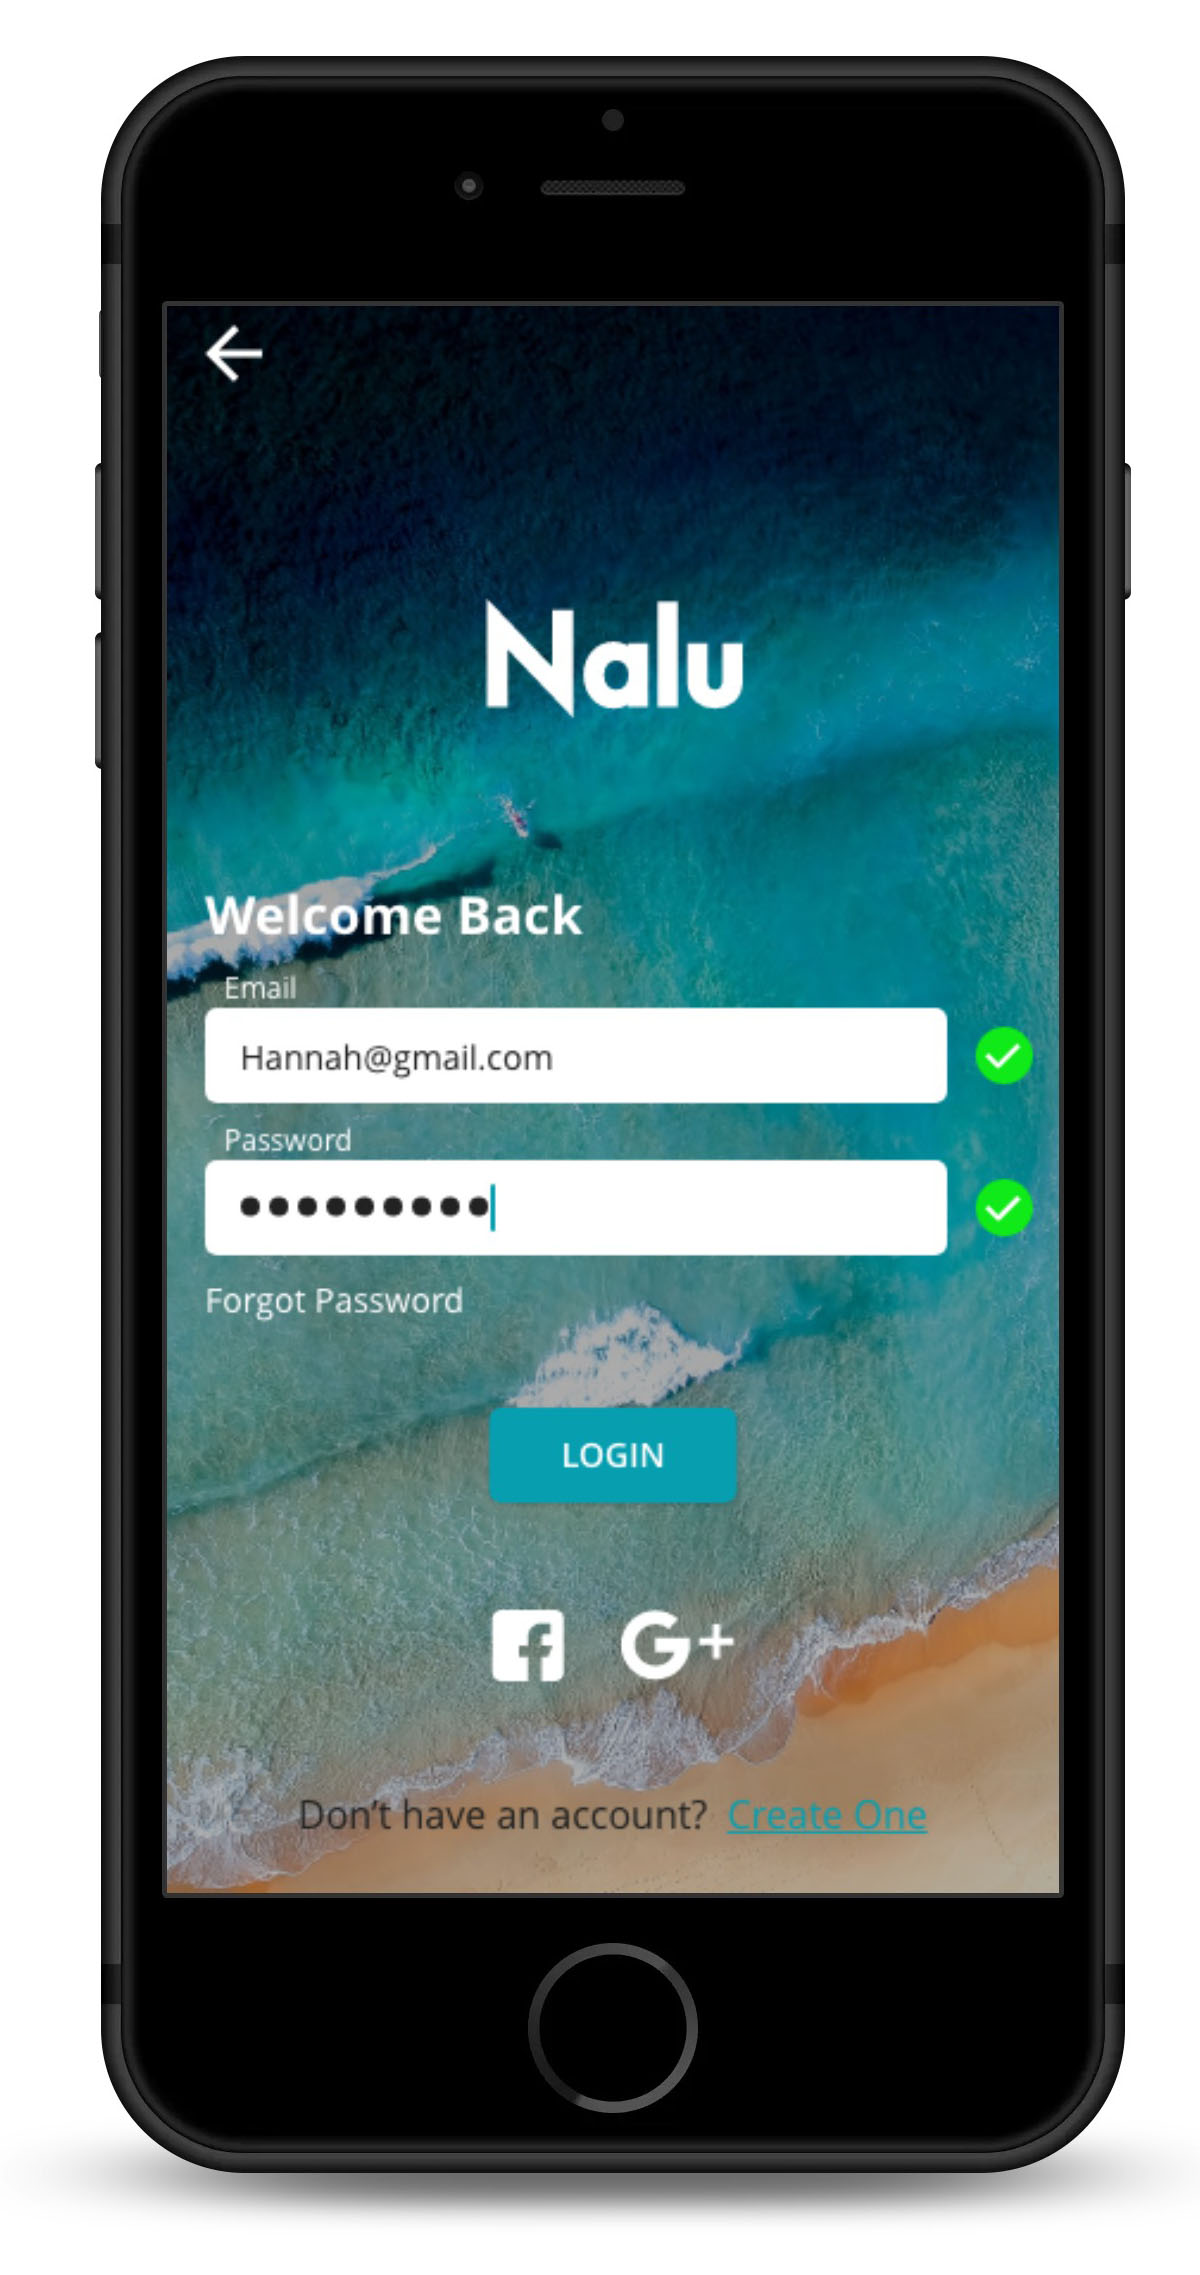 Nalu
Welcome Back
Email
Hannah@gmail.com
Password
•••••••••
Forgot Password
LOGIN
G+
Don't have an account? Create One